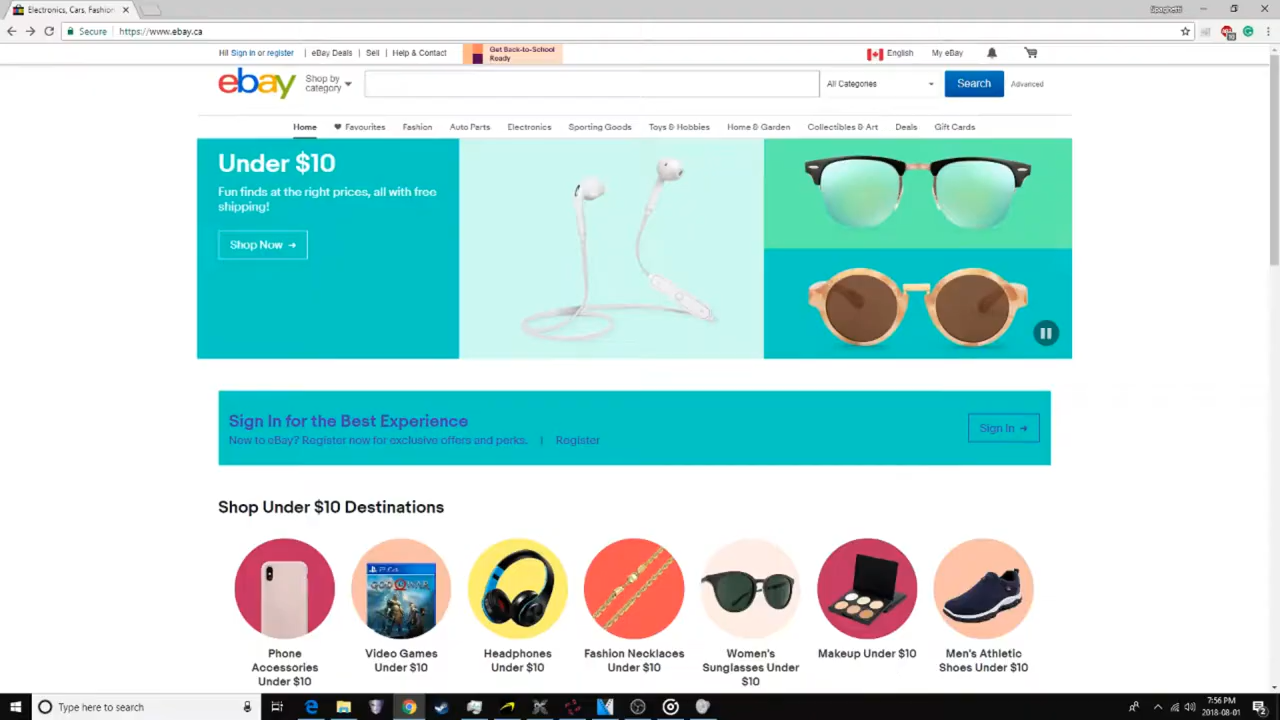 Electronics, Cars, Fashion
Secure
https://www.ebay.ca
Hi! Sign in or register
eBay Deals
Sell
Help & Contact
Get Back-to-School
Ready
English
My eBay
ebay
Shop by
category
All Categories
Search
Advanced
Home
Favourites
Fashion
Auto Parts
Electronics
Sporting Goods
Toys & Hobbies
Home & Garden
Collectibles & Art
Deals
Gift Cards
Under $10
Fun finds at the right prices, all with free
shipping!
Shop Now →
Sign In for the Best Experience
New to eBay? Register now for exclusive offers and perks. | Register
Sign In →
Shop Under $10 Destinations
PS4
GOD OF WAR
Phone
Accessories
Under $10
Video Games
Under $10
Headphones
Under $10
Fashion Necklaces
Under $10
Women's
Sunglasses Under
$10
Makeup Under $10
Men's Athletic
Shoes Under $10
Type here to search
7:56 PM
2018-08-01